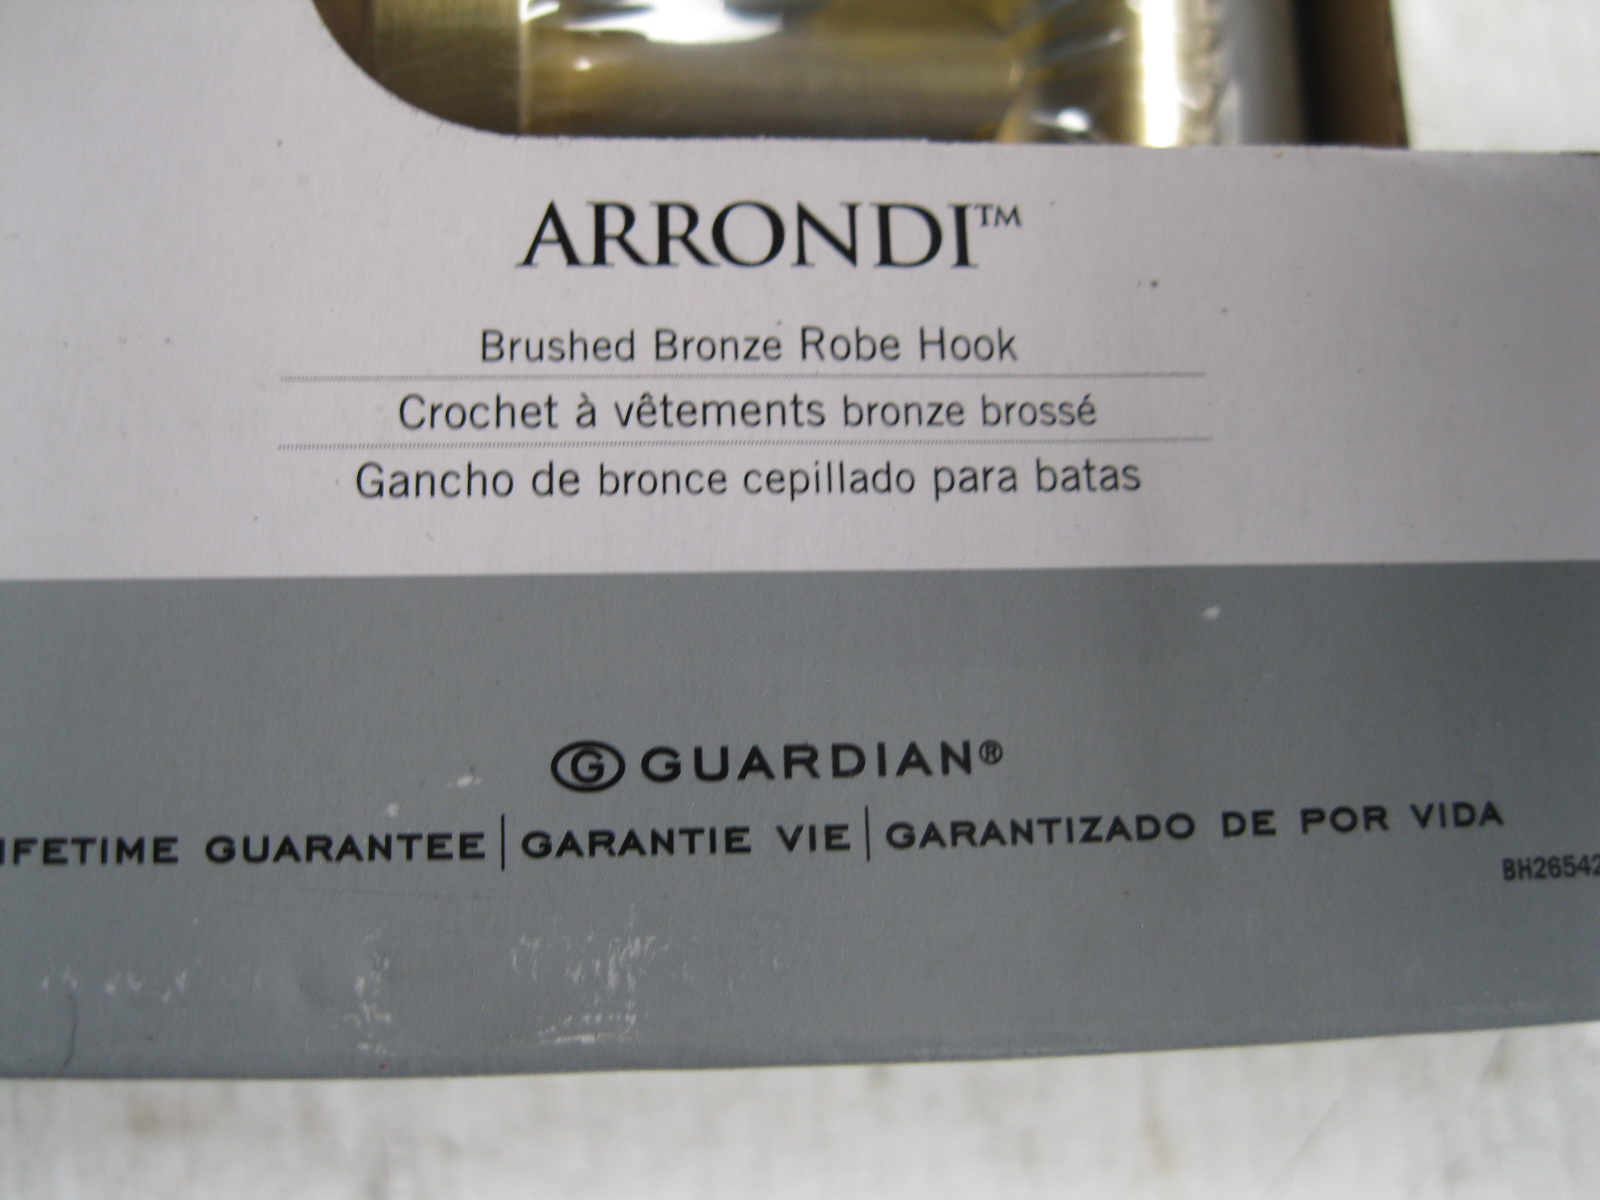 ARRONDI™
Brushed Bronze Robe Hook
Crochet à vêtements bronze brossé
Gancho de bronce cepillado para batas
G GUARDIAN®
IFETIME GUARANTEE | GARANTIE VIE | GARANTIZADO DE POR VIDA
BH26542